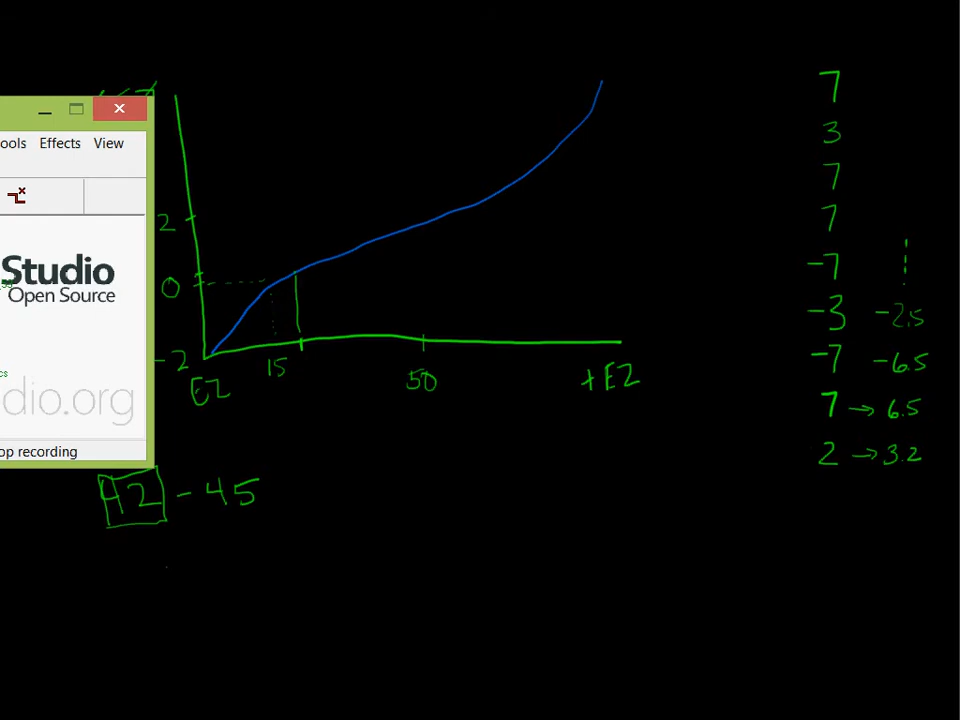 ools Effects View
Studio
Open Source
dio.org
op recording
2
0
-2
EZ
15
50
+EZ
42 - 45
7
3
7
7
-7
-3 -2.5
-7 -6.5
7 → 6.5
2 → 3.2